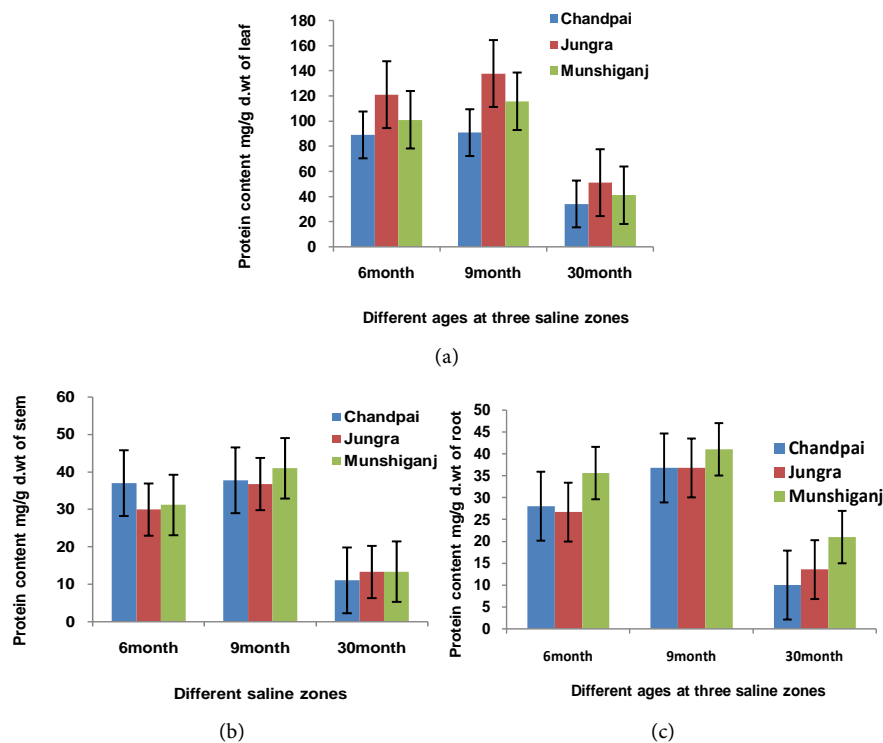 Protein content mg/g d.wt of leaf
180
160
140
120
100
80
60
40
20
0
Chandpai
Jungra
Munshiganj
6month 9month 30month
Different ages at three saline zones
(a)
Protein content mg/g d.wt of stem
60
50
40
30
20
10
0
Chandpai
Jungra
Munshiganj
6month 9month 30month
Different saline zones
(b)
Protein content mg/g d.wt of root
50
45
40
35
30
25
20
15
10
5
0
Chandpai
Jungra
Munshiganj
6month 9month 30month
Different ages at three saline zones
(c)